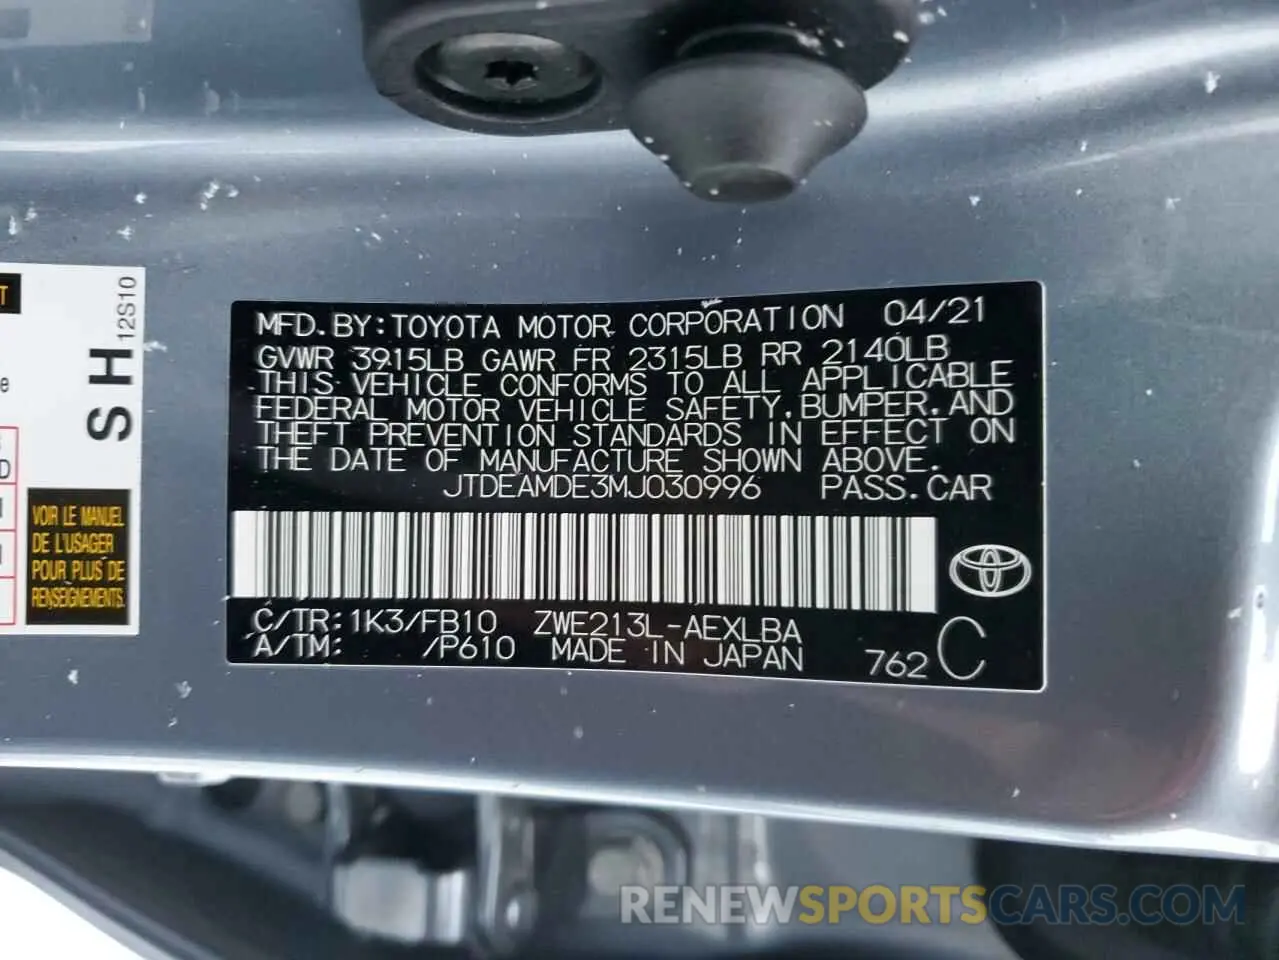 MFD.BY:TOYOTA MOTOR CORPORATION 04/21
GVWR 3915LB GAWR FR 2315LB RR 2140LB
THIS VEHICLE CONFORMS TO ALL APPLICABLE
FEDERAL MOTOR VEHICLE SAFETY,BUMPER,AND
THEFT PREVENTION STANDARDS IN EFFECT ON
THE DATE OF MANUFACTURE SHOWN ABOVE.
JTDEAMDE3MJ030996 PASS.CAR
C/TR:1K3/FB10 ZWE213L-AEXLBA
A/TM: /P610 MADE IN JAPAN 762 C
SH 12S10
VOIR LE MANUEL
DE L'USAGER
POUR PLUS DE
RENSEIGNEMENTS.
RENEWSPORTSCARS.COM